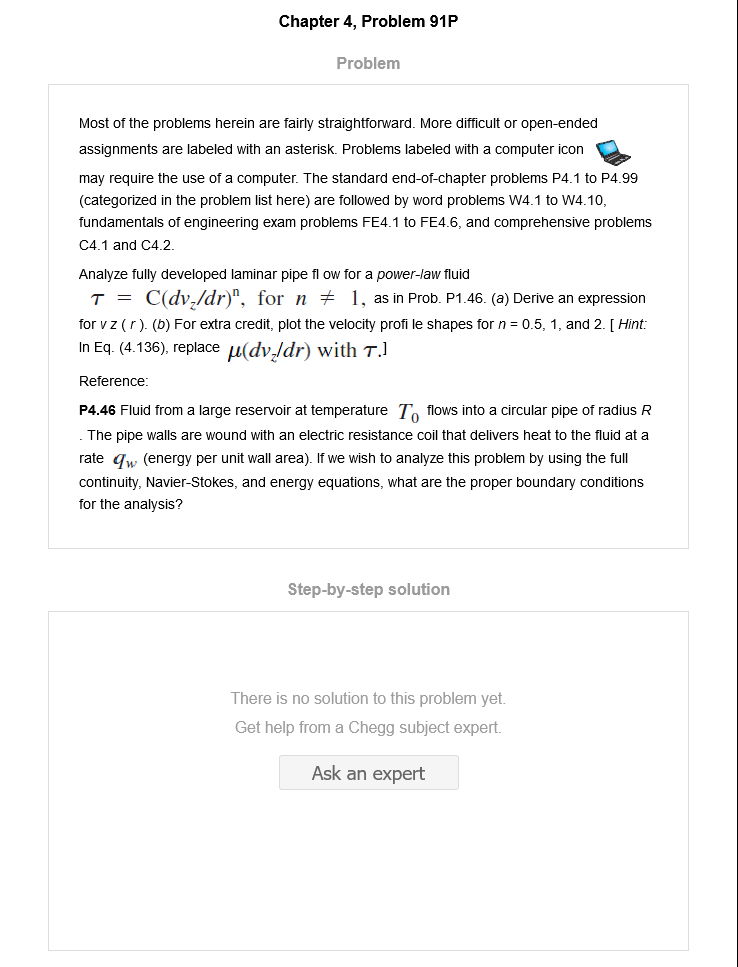 Chapter 4, Problem 91P
Problem
Most of the problems herein are fairly straightforward. More difficult or open-ended
assignments are labeled with an asterisk. Problems labeled with a computer icon
may require the use of a computer. The standard end-of-chapter problems P4.1 to P4.99
(categorized in the problem list here) are followed by word problems W4.1 to W4.10,
fundamentals of engineering exam problems FE4.1 to FE4.6, and comprehensive problems
C4.1 and C4.2.
Analyze fully developed laminar pipe fl ow for a power-law fluid
τ = C(dv_z/dr)^n, for n ≠ 1, as in Prob. P1.46. (a) Derive an expression
for v z ( r ). (b) For extra credit, plot the velocity profi le shapes for n = 0.5, 1, and 2. [ Hint:
In Eq. (4.136), replace μ(dv_z/dr) with τ.]
Reference:
P4.46 Fluid from a large reservoir at temperature T_0 flows into a circular pipe of radius R
. The pipe walls are wound with an electric resistance coil that delivers heat to the fluid at a
rate q_w (energy per unit wall area). If we wish to analyze this problem by using the full
continuity, Navier-Stokes, and energy equations, what are the proper boundary conditions
for the analysis?
Step-by-step solution
There is no solution to this problem yet.
Get help from a Chegg subject expert.
Ask an expert